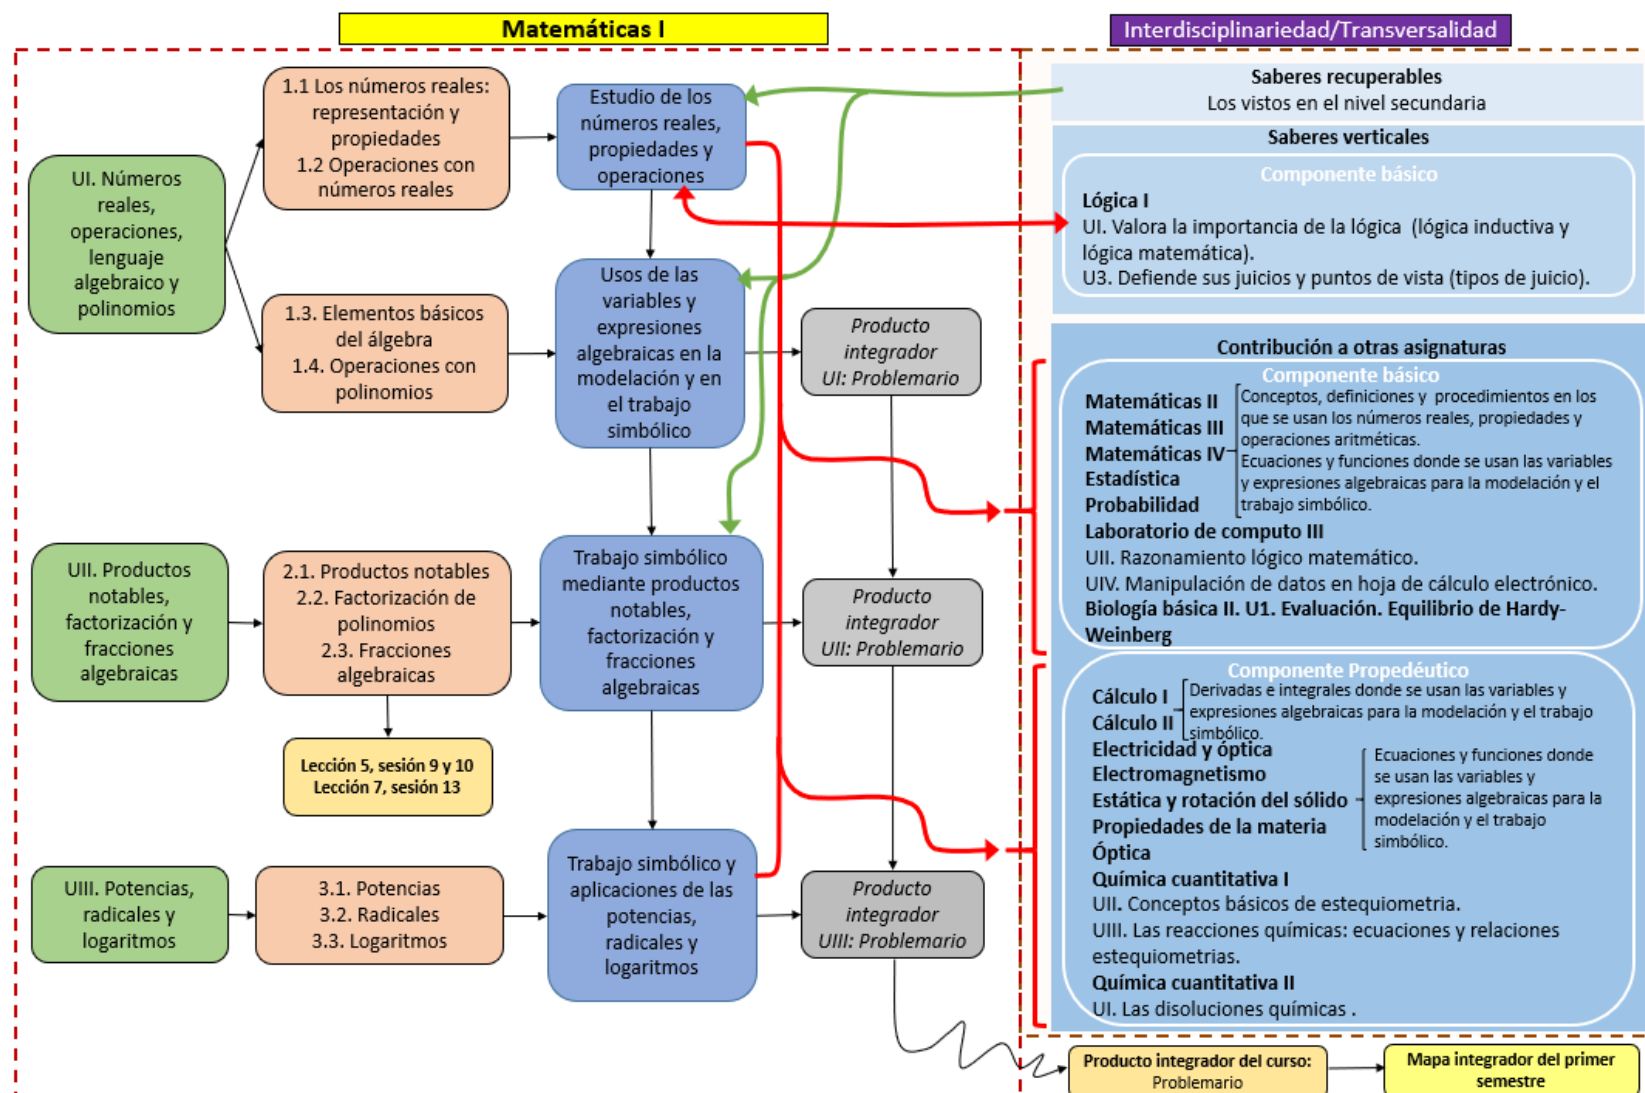 Matemáticas I
UI. Números
reales,
operaciones,
lenguaje
algebraico y
polinomios
1.1 Los números reales:
representación y
propiedades
1.2 Operaciones con
números reales
Estudio de los
números reales,
propiedades y
operaciones
1.3. Elementos básicos
del álgebra
1.4. Operaciones con
polinomios
Usos de las
variables y
expresiones
algebraicas en la
modelación y en
el trabajo
simbólico
Producto
integrador
UI: Problemario
UII. Productos
notables,
factorización y
fracciones
algebraicas
2.1. Productos notables
2.2. Factorización de
polinomios
2.3. Fracciones
algebraicas
Trabajo simbólico
mediante productos
notables,
factorización y
fracciones
algebraicas
Producto
integrador
UII: Problemario
Lección 5, sesión 9 y 10
Lección 7, sesión 13
UIII. Potencias,
radicales y
logaritmos
3.1. Potencias
3.2. Radicales
3.3. Logaritmos
Trabajo simbólico y
aplicaciones de las
potencias,
radicales y
logaritmos
Producto
integrador
UIII: Problemario
Interdisciplinariedad/Transversalidad
Saberes recuperables
Los vistos en el nivel secundaria
Saberes verticales
Componente básico
Lógica I
UI. Valora la importancia de la lógica (lógica inductiva y
lógica matemática).
U3. Defiende sus juicios y puntos de vista (tipos de juicio).
Contribución a otras asignaturas
Componente básico
Matemáticas II
Matemáticas III
Matemáticas IV
Estadística
Probabilidad
Conceptos, definiciones y procedimientos en los
que se usan los números reales, propiedades y
operaciones aritméticas.
Ecuaciones y funciones donde se usan las variables
y expresiones algebraicas para la modelación y el
trabajo simbólico.
Laboratorio de computo III
UII. Razonamiento lógico matemático.
UIV. Manipulación de datos en hoja de cálculo electrónico.
Biología básica II. U1. Evaluación. Equilibrio de Hardy-
Weinberg
Componente Propedéutico
Cálculo I
Cálculo II
Derivadas e integrales donde se usan las variables y
expresiones algebraicas para la modelación y el trabajo
simbólico.
Electricidad y óptica
Electromagnetismo
Estática y rotación del sólido
Propiedades de la materia
Óptica
Ecuaciones y funciones donde
se usan las variables y
expresiones algebraicas para la
modelación y el trabajo
simbólico.
Química cuantitativa I
UII. Conceptos básicos de estequiometria.
UIII. Las reacciones químicas: ecuaciones y relaciones
estequiometrias.
Química cuantitativa II
UI. Las disoluciones químicas .
Producto integrador del curso:
Problemario
Mapa integrador del primer
semestre